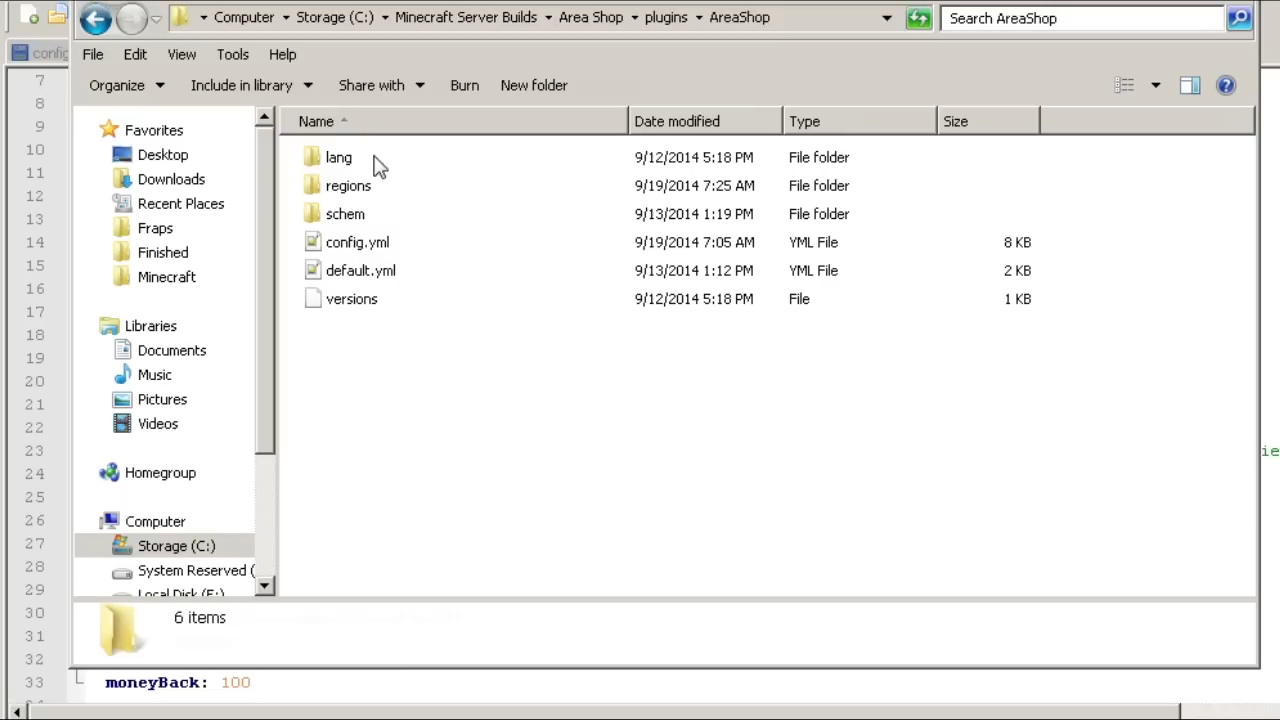 Computer Storage (C:) Minecraft Server Builds Area Shop plugins AreaShop Search AreaShop
config
File Edit View Tools Help
Organize Include in library Share with Burn New folder
Name Date modified Type Size
Favorites
Desktop
Downloads
Recent Places
Fraps
Finished
Minecraft
Libraries
Documents
Music
Pictures
Videos
Homegroup
Computer
Storage (C:)
System Reserved (
Local Disk (E:)
lang 9/12/2014 5:18 PM File folder
regions 9/19/2014 7:25 AM File folder
schem 9/13/2014 1:19 PM File folder
config.yml 9/19/2014 7:05 AM YML File 8 KB
default.yml 9/13/2014 1:12 PM YML File 2 KB
versions 9/12/2014 5:18 PM File 1 KB
6 items
7
8
9
10
11
12
13
14
15
16
17
18
19
20
21
22
23 ie
24
25
26
27
28
29
30
31
32
33 moneyBack: 100